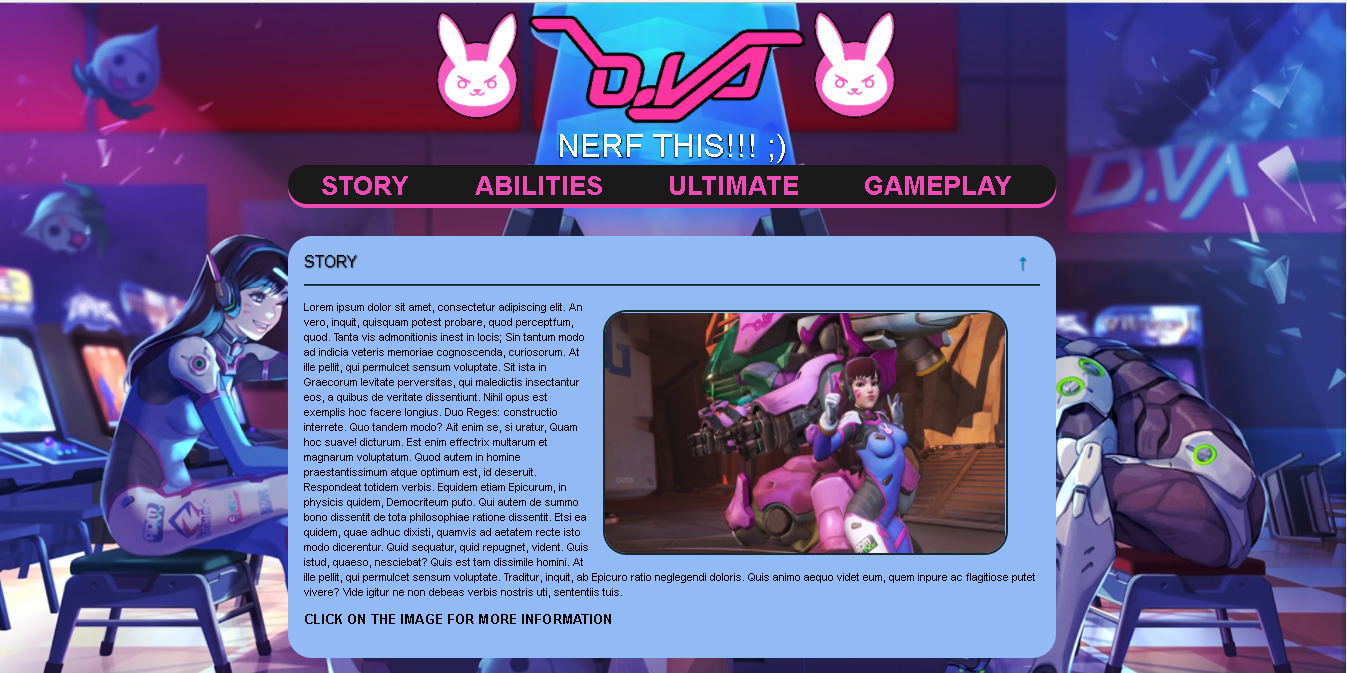 D.VA
NERF THIS!!! ;)
STORY ABILITIES ULTIMATE GAMEPLAY
D.VA
STORY ↑
Lorem ipsum dolor sit amet, consectetur adipiscing elit. An
vero, inquit, quisquam potest probare, quod perceptfum,
quod. Tanta vis admonitionis inest in locis; Sin tantum modo
ad indicia veteris memoriae cognoscenda, curiosorum. At
ille pellit, qui permulcet sensum voluptate. Sit ista in
Graecorum levitate perversitas, qui maledictis insectantur
eos, a quibus de veritate dissentiunt. Nihil opus est
exemplis hoc facere longius. Duo Reges: constructio
interrete. Quo tandem modo? Ait enim se, si uratur, Quam
hoc suave! dicturum. Est enim effectrix multarum et
magnarum voluptatum. Quod autem in homine
praestantissimum atque optimum est, id deseruit.
Respondeat totidem verbis. Equidem etiam Epicurum, in
physicis quidem, Democriteum puto. Qui autem de summo
bono dissentit de tota philosophiae ratione dissentit. Etsi ea
quidem, quae adhuc dixisti, quamvis ad aetatem recte isto
modo dicerentur. Quid sequatur, quid repugnet, vident. Quis
istud, quaeso, nesciebat? Quis est tam dissimile homini. At
ille pellit, qui permulcet sensum voluptate. Traditur, inquit, ab Epicuro ratio neglegendi doloris. Quis animo aequo videt eum, quem inpure ac flagitiose putet
vivere? Vide igitur ne non debeas verbis nostris uti, sententiis tuis.
CLICK ON THE IMAGE FOR MORE INFORMATION